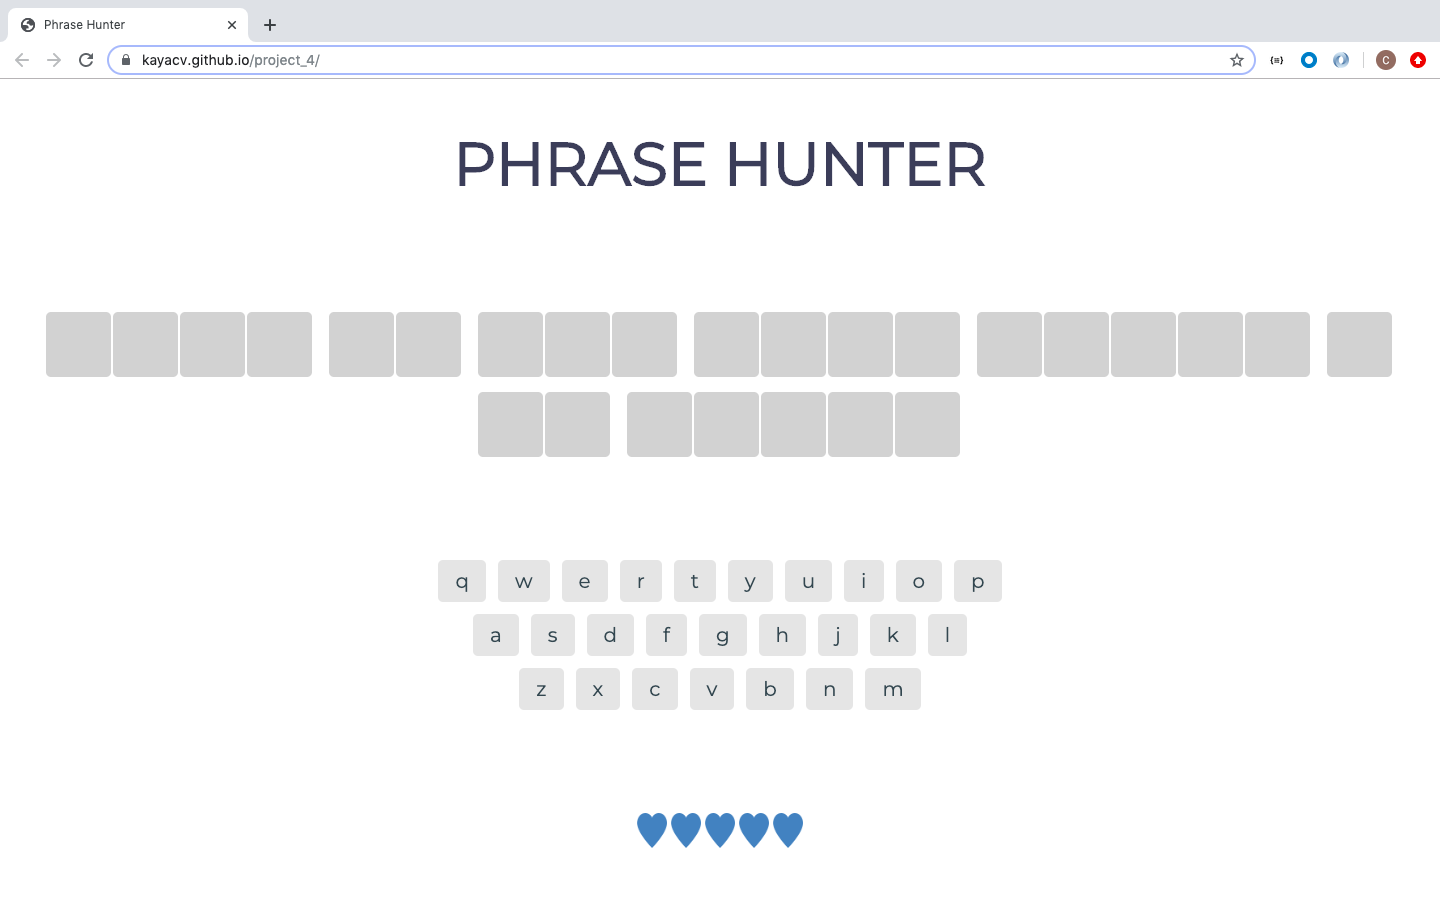 Phrase Hunter
kayacv.github.io/project_4/
C
PHRASE HUNTER
q w e r t y u i o p
a s d f g h j k l
z x c v b n m